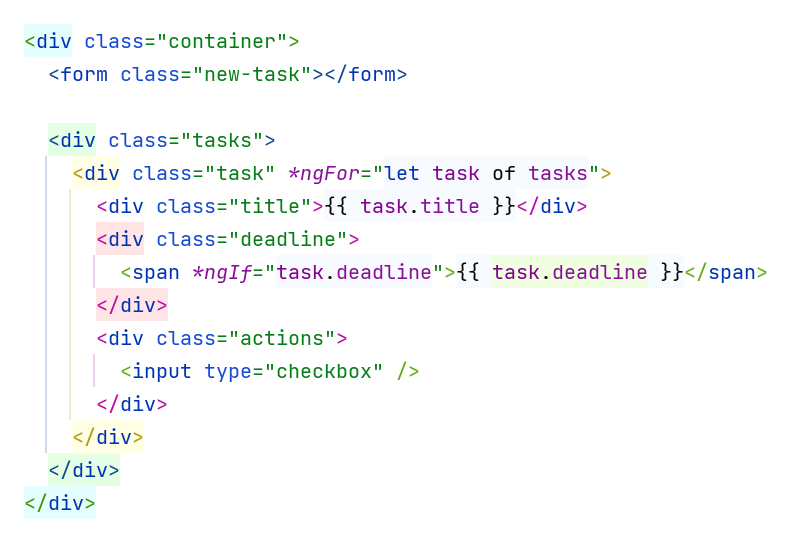 <div class="container">
  <form class="new-task"></form>

  <div class="tasks">
    <div class="task" *ngFor="let task of tasks">
      <div class="title">{{ task.title }}</div>
      <div class="deadline">
        <span *ngIf="task.deadline">{{ task.deadline }}</span>
      </div>
      <div class="actions">
        <input type="checkbox" />
      </div>
    </div>
  </div>
</div>